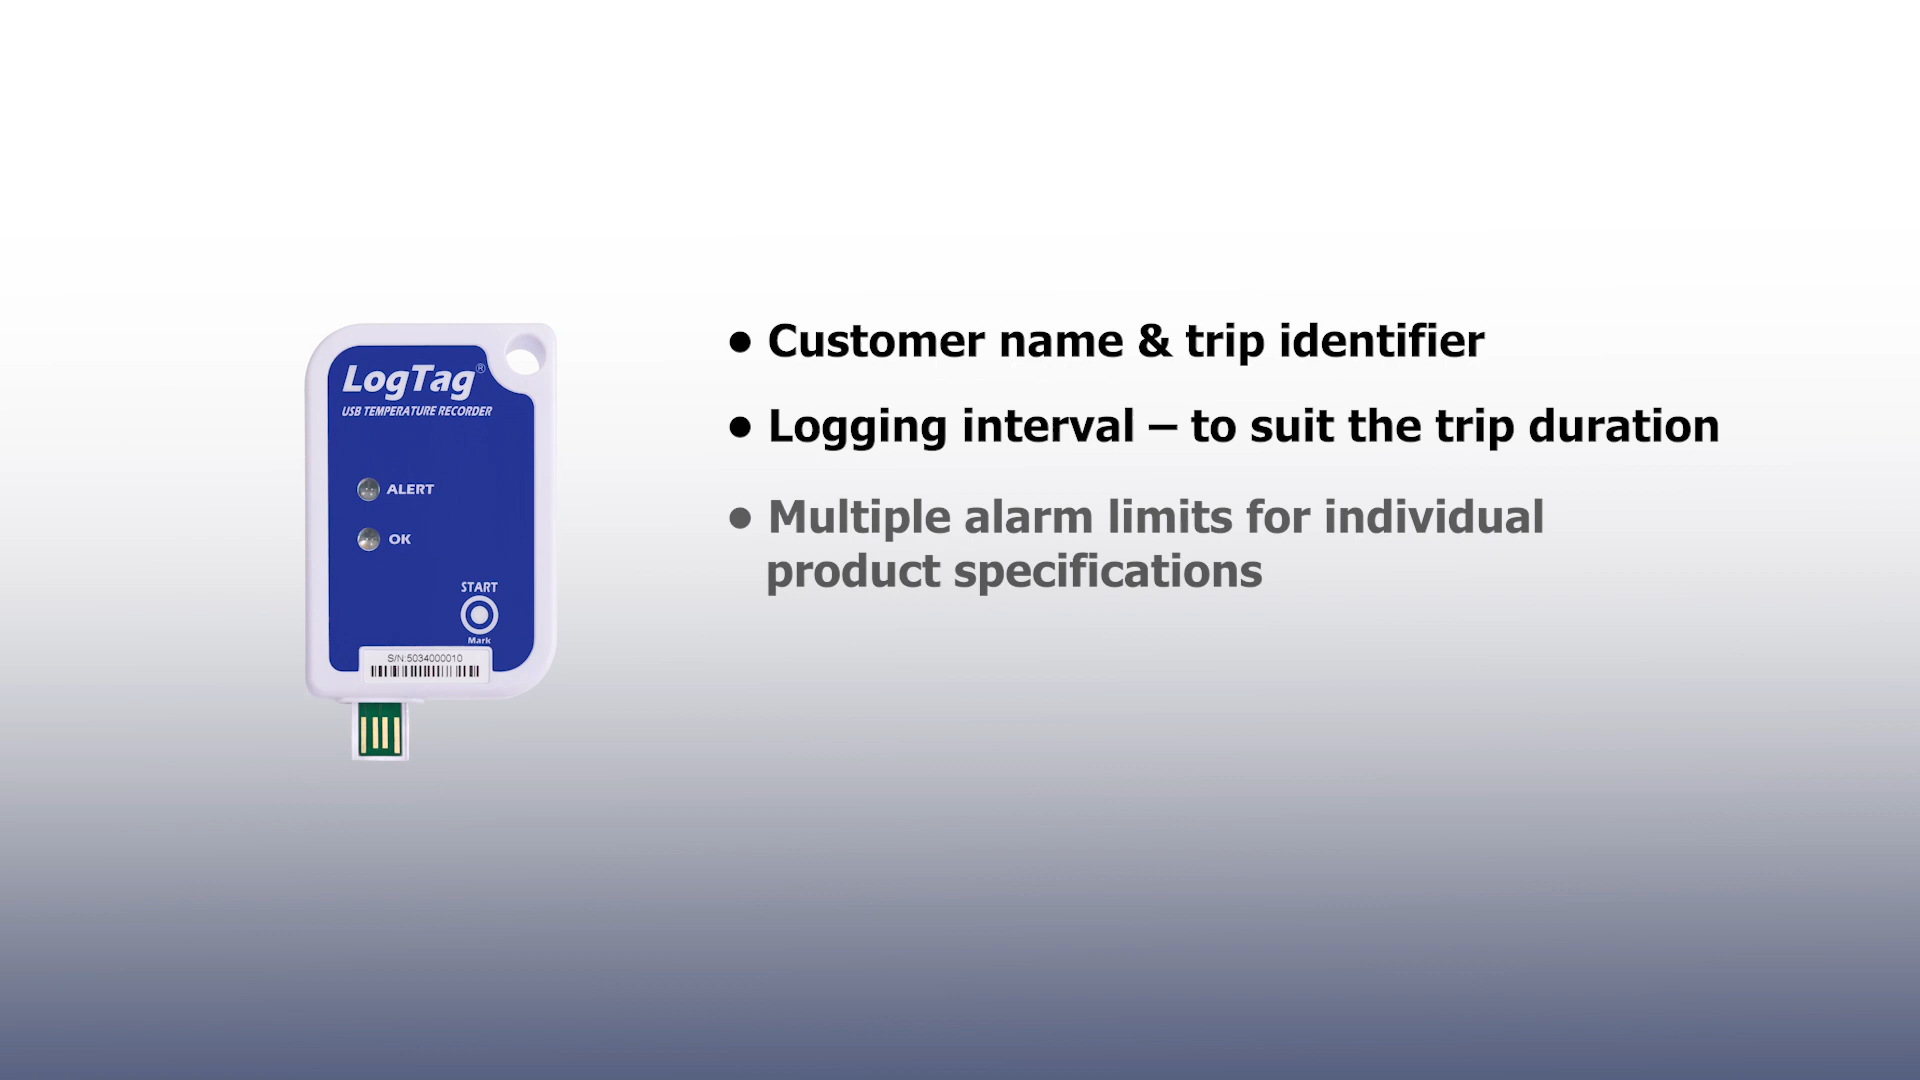 LogTag®
USB TEMPERATURE RECORDER
ALERT
OK
START
Mark
S/N:5034000010
• Customer name & trip identifier
• Logging interval – to suit the trip duration
• Multiple alarm limits for individual
product specifications